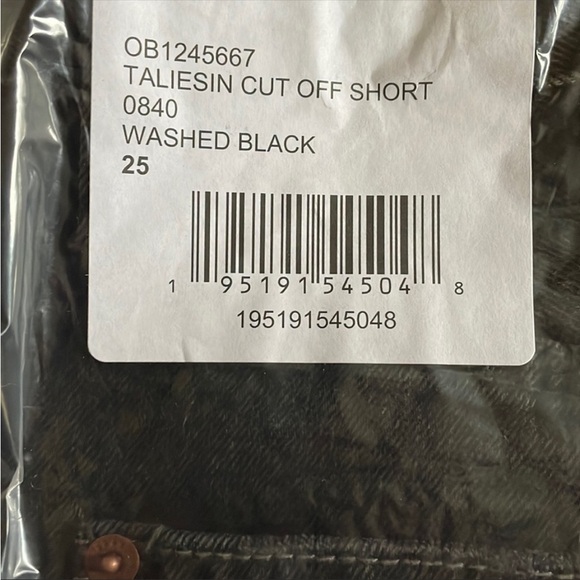 OB1245667
TALIESIN CUT OFF SHORT
0840
WASHED BLACK
25
1 95191 54504 8
195191545048